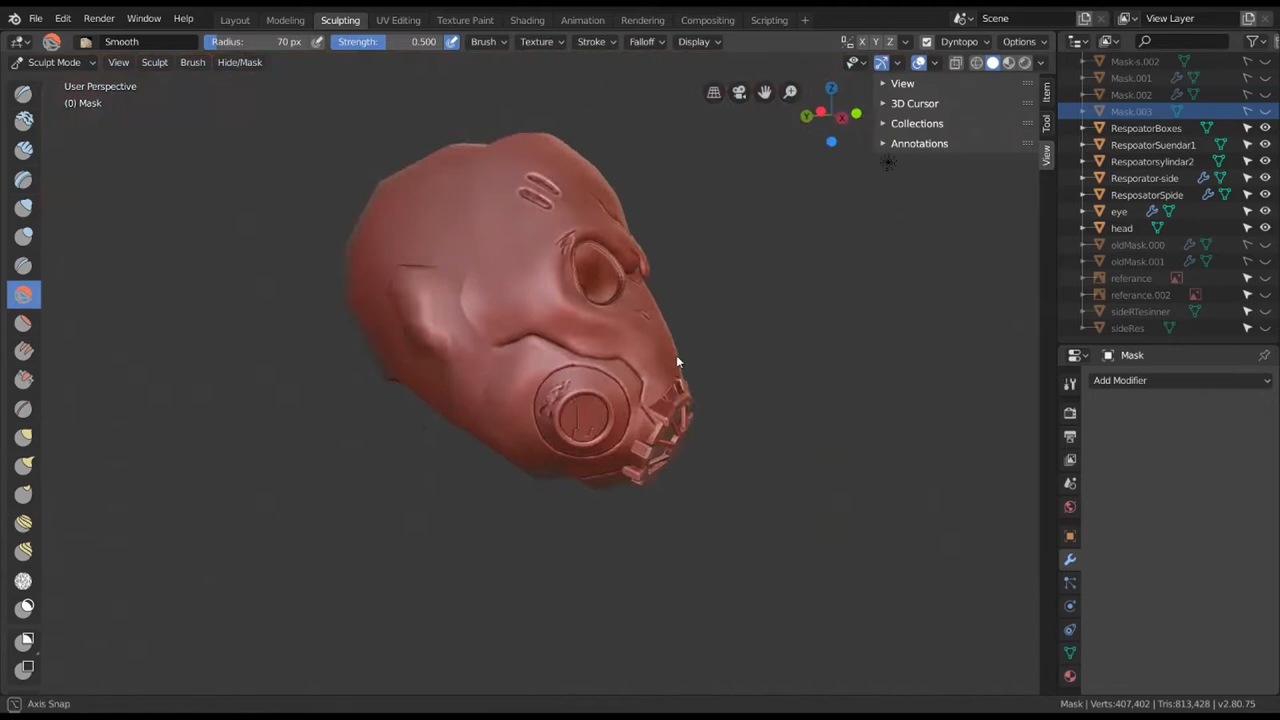 File Edit Render Window Help Layout Modeling Sculpting UV Editing Texture Paint Shading Animation Rendering Compositing Scripting + Scene View Layer
Smooth Radius: 70 px Strength: 0.500 Brush Texture Stroke Falloff Display X Y Z Dyntopo Options
Sculpt Mode View Sculpt Brush Hide/Mask
User Perspective
(0) Mask
Z
Y
X
View
3D Cursor
Collections
Annotations
Item
Tool
View
Mask-s.002
Mask.001
Mask.002
Mask.003
RespoatorBoxes
RespoatorSuendar1
Respoatorsylindar2
Resporator-side
ResposatorSpide
eye
head
oldMask.000
oldMask.001
referance
referance.002
sideRTesinner
sideRes
Mask
Add Modifier
Axis Snap
Mask | Verts:407,402 | Tris:813,428 | v2.80.75